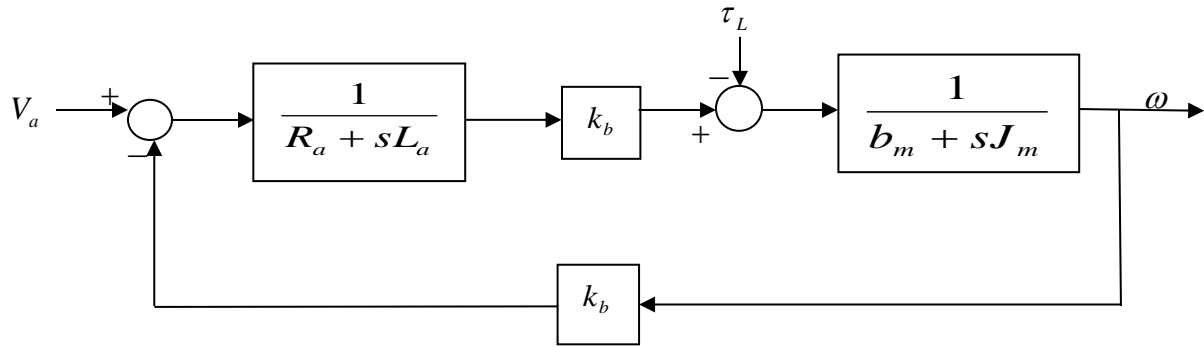 τ_L
V_a
+
−
1
R_a + sL_a
k_b
−
+
1
b_m + sJ_m
ω
k_b